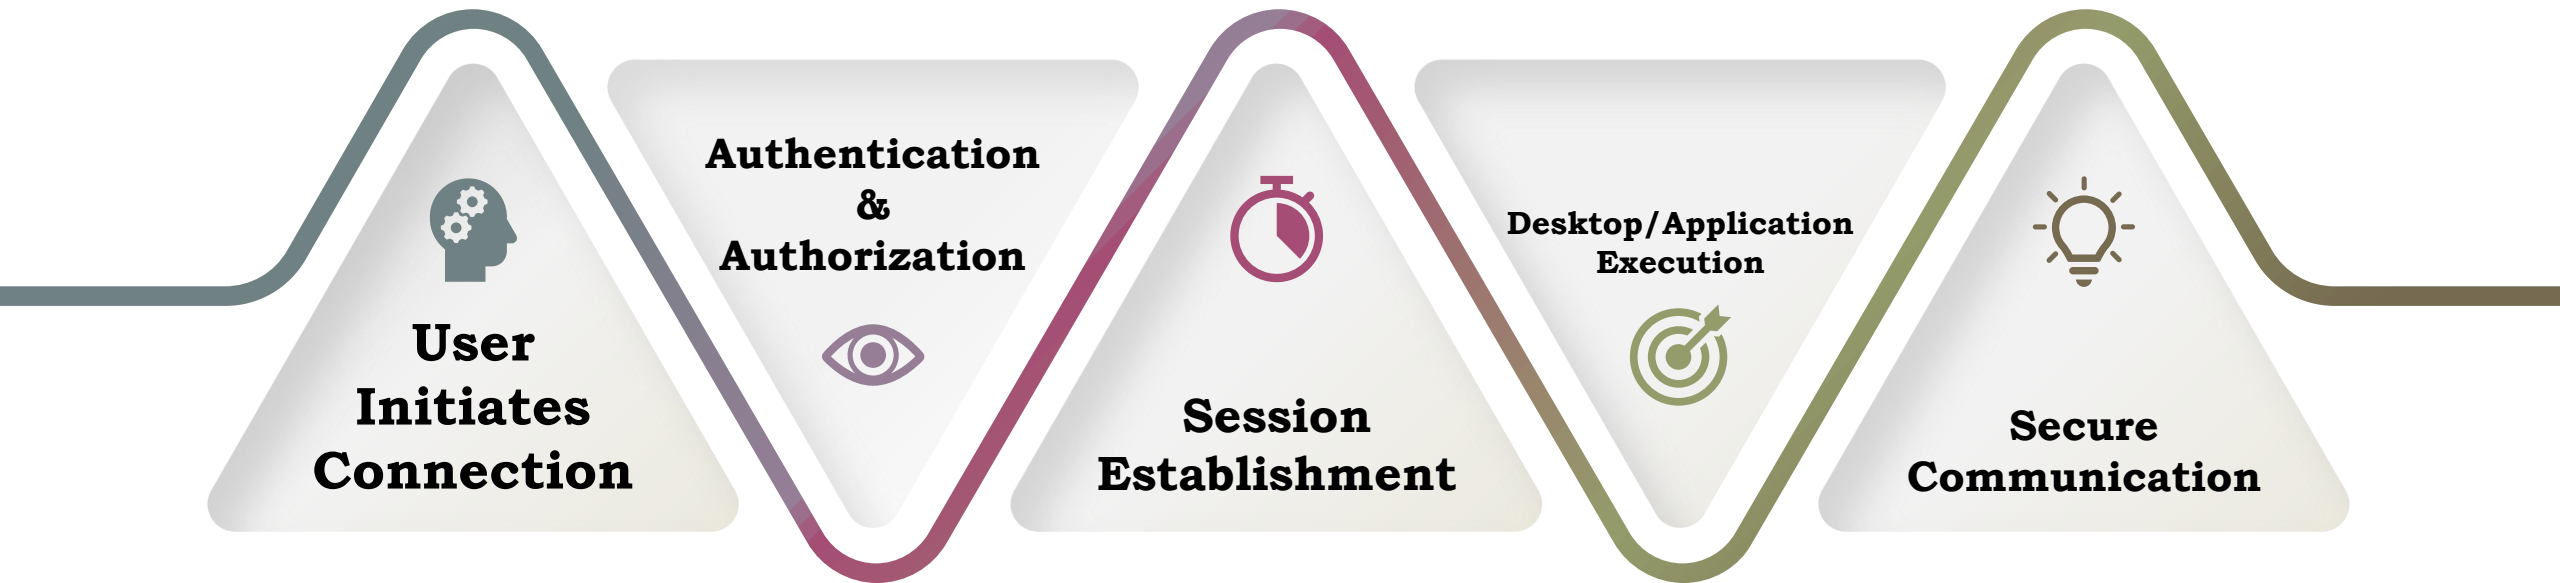 User
Initiates
Connection
Authentication
&
Authorization
Session
Establishment
Desktop/Application
Execution
Secure
Communication